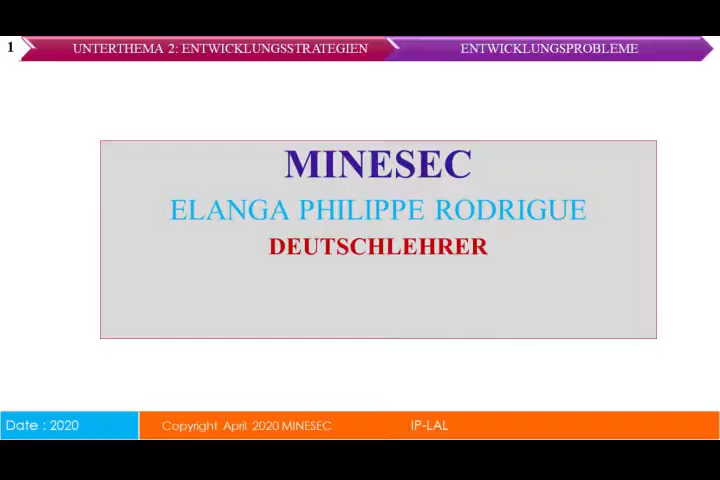 1 UNTERTHEMA 2: ENTWICKLUNGSSTRATEGIEN ENTWICKLUNGSPROBLEME
MINESEC
ELANGA PHILIPPE RODRIGUE
DEUTSCHLEHRER
Date : 2020 Copyright April 2020 MINESEC IP-LAL